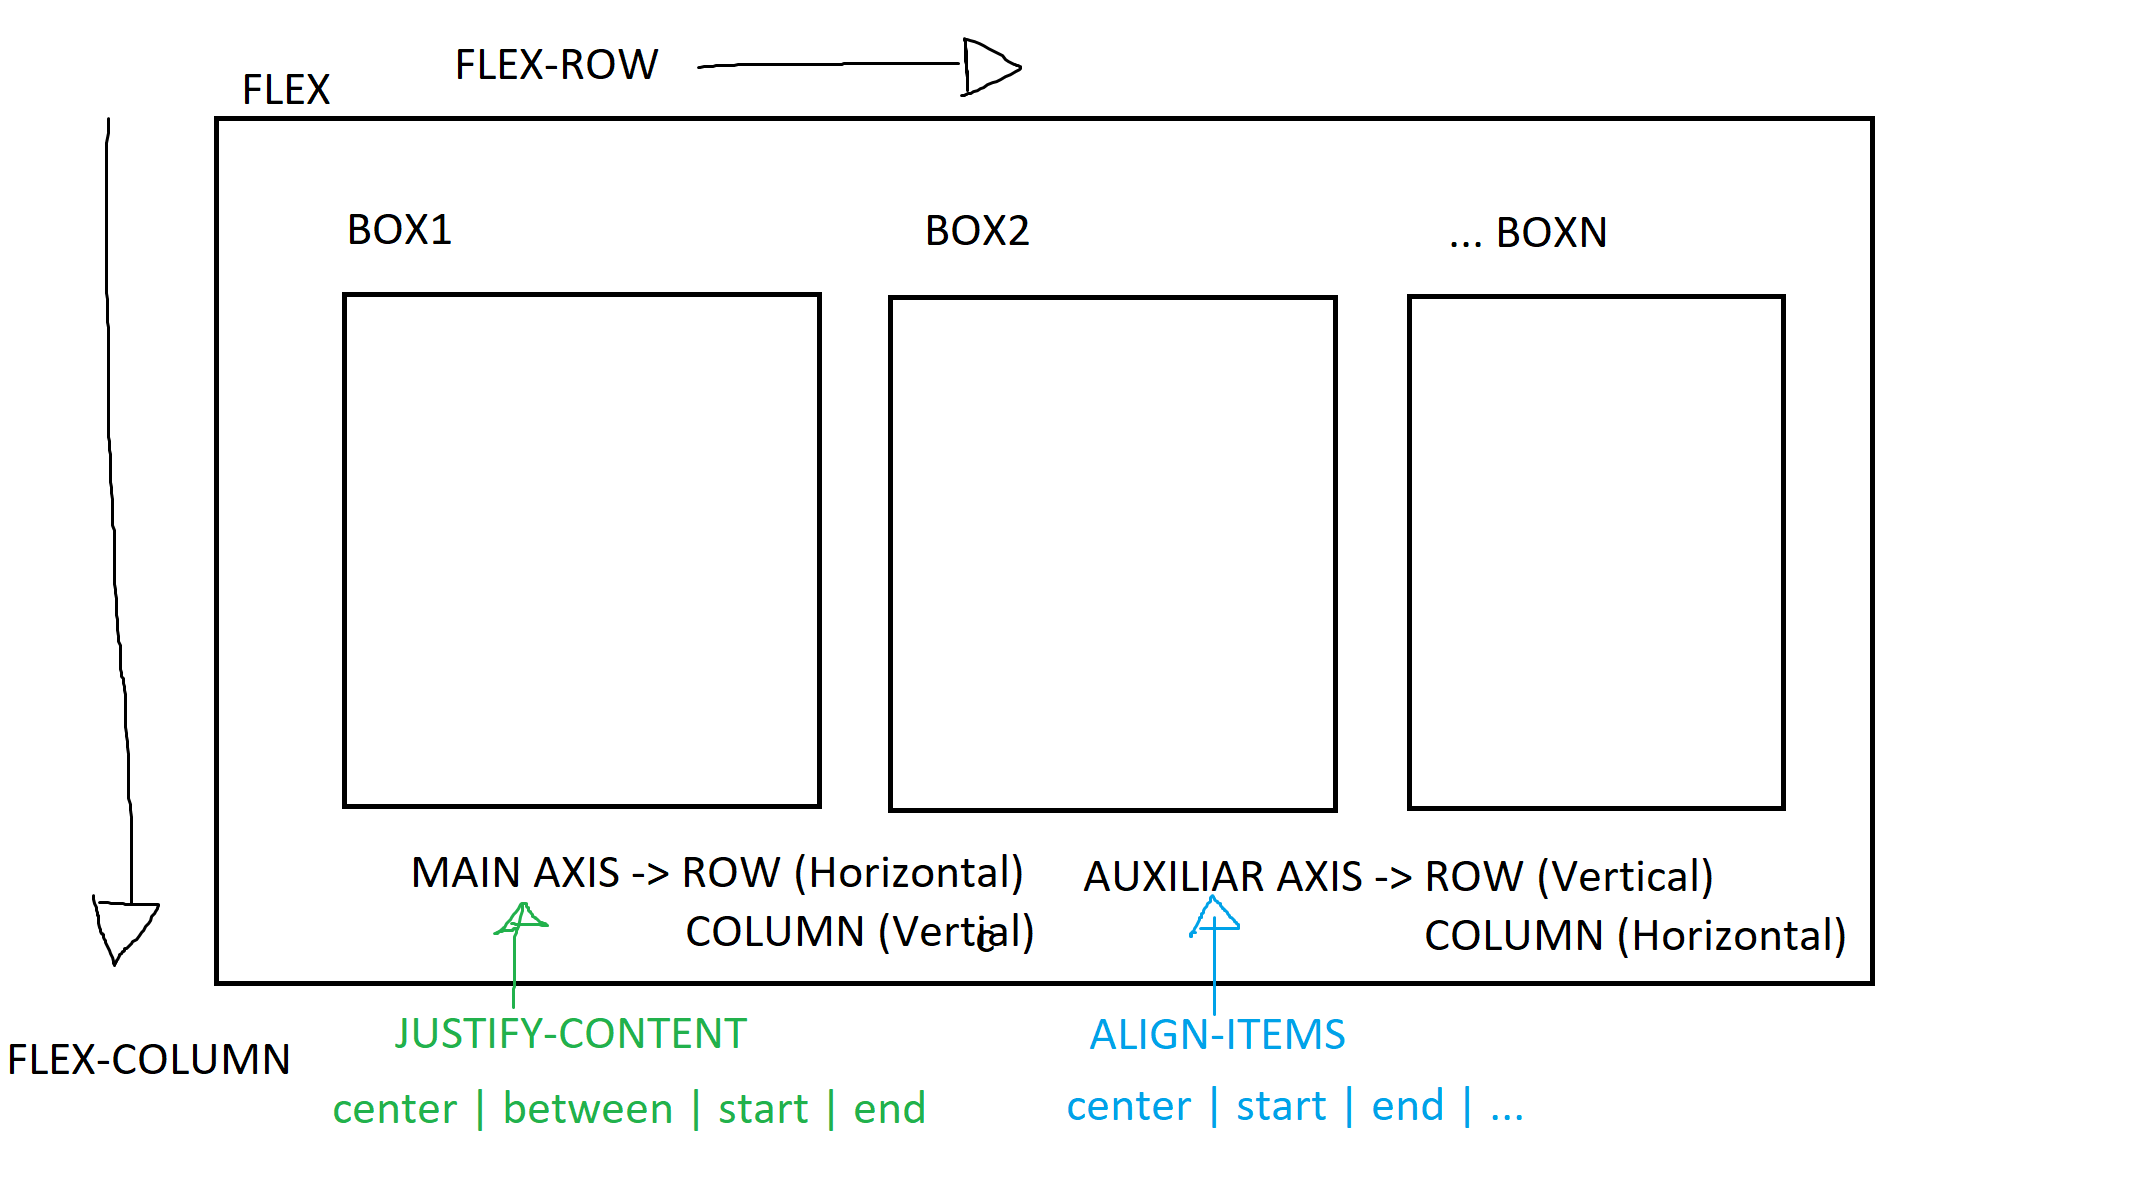 FLEX-ROW
FLEX
BOX1
BOX2
... BOXN
MAIN AXIS -> ROW (Horizontal)
COLUMN (Vertical)
AUXILIAR AXIS -> ROW (Vertical)
COLUMN (Horizontal)
JUSTIFY-CONTENT
center | between | start | end
ALIGN-ITEMS
center | start | end | ...
FLEX-COLUMN